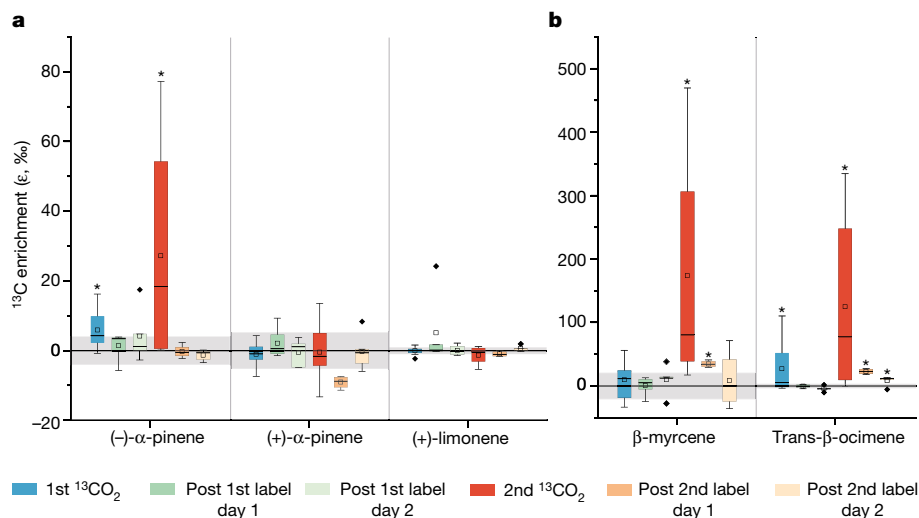 a
b
¹³C enrichment (ε, ‰)
80
60
40
20
0
−20
500
450
300
200
100
0
(–)-α-pinene
(+)-α-pinene
(+)-limonene
β-myrcene
Trans-β-ocimene
*
*
*
*
*
*
*
*
1st ¹³CO₂
Post 1st label
day 1
Post 1st label
day 2
2nd ¹³CO₂
Post 2nd label
day 1
Post 2nd label
day 2